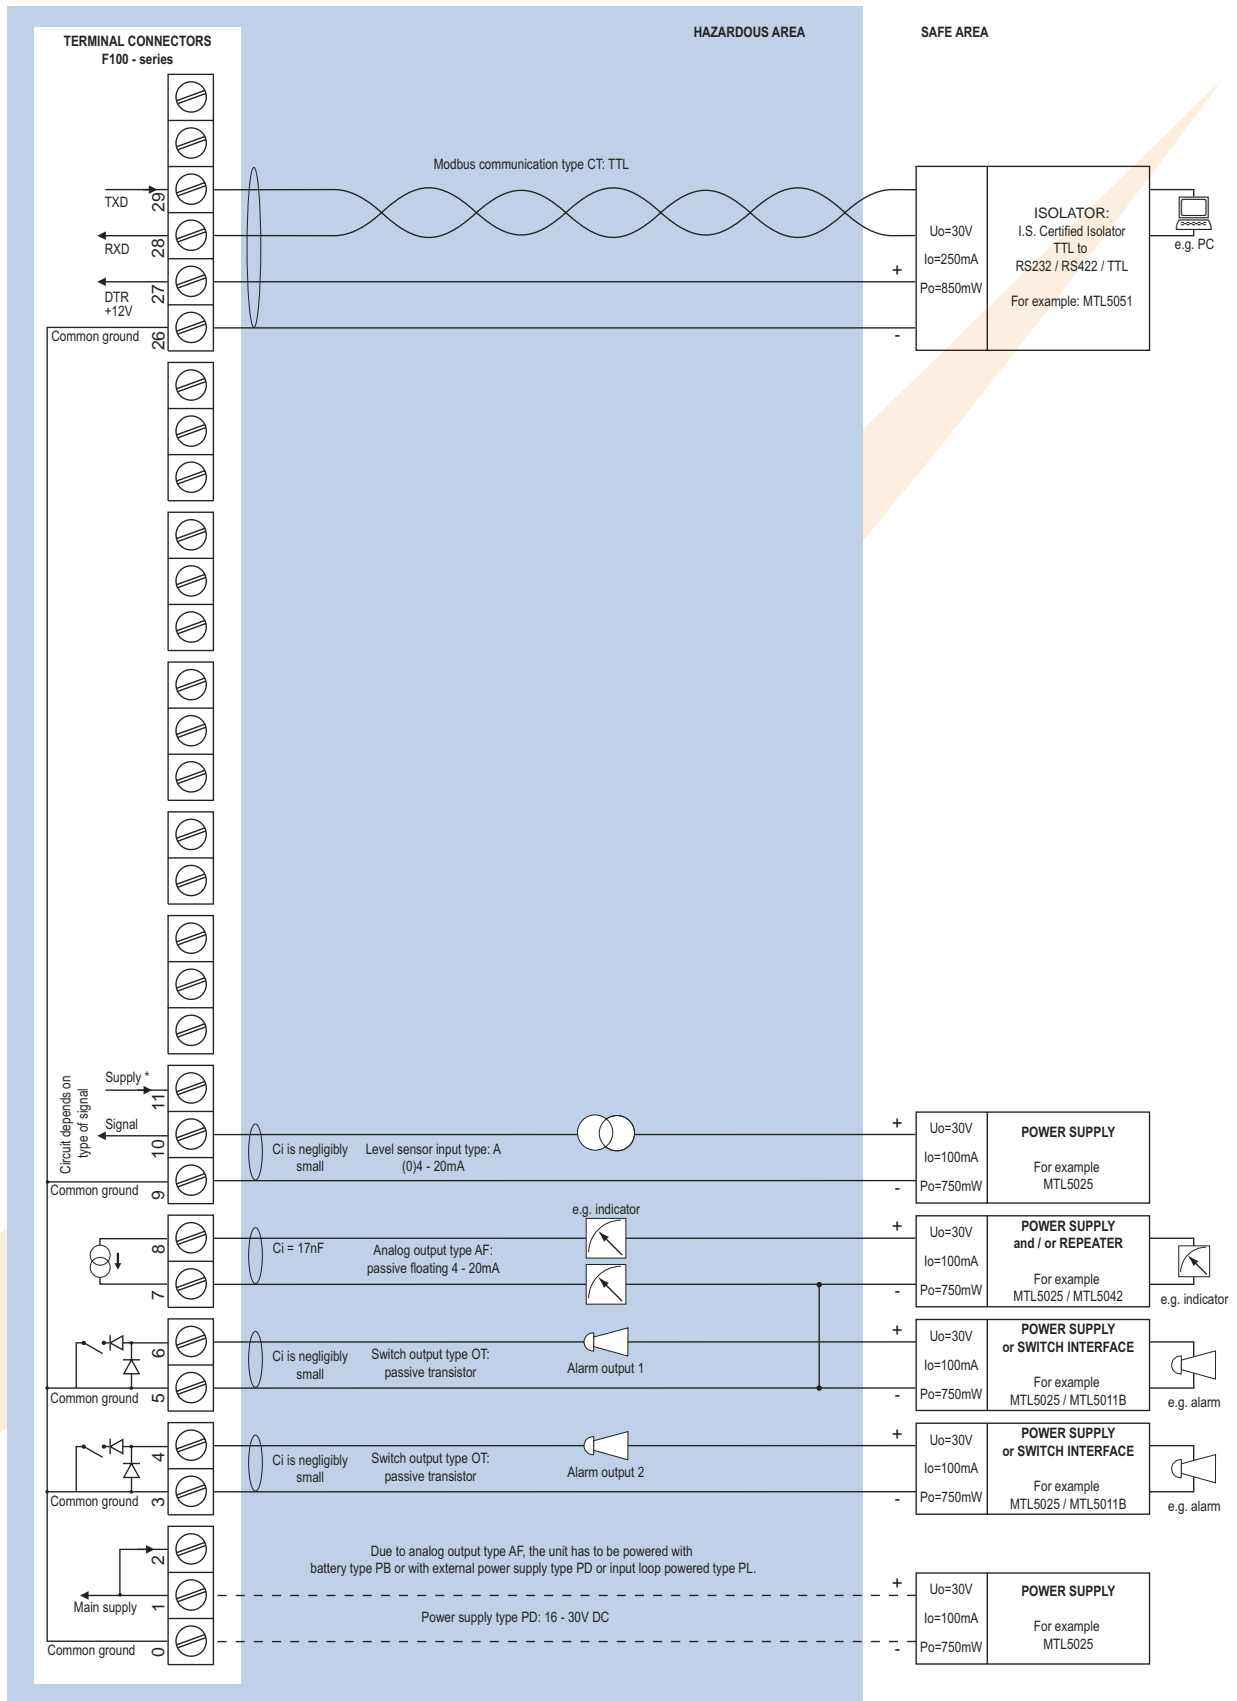 HAZARDOUS AREA
SAFE AREA
TERMINAL CONNECTORS
F100 - series
Modbus communication type CT: TTL
TXD
29
RXD
28
DTR
+12V
27
Common ground
26
+
-
Uo=30V
Io=250mA
Po=850mW
ISOLATOR:
I.S. Certified Isolator
TTL to
RS232 / RS422 / TTL
For example: MTL5051
e.g. PC
Circuit depends on
type of signal
Supply *
11
Signal
10
Common ground
9
Ci is negligibly
small
Level sensor input type: A
(0)4 - 20mA
+
-
Uo=30V
Io=100mA
Po=750mW
POWER SUPPLY
For example
MTL5025
8
7
Ci = 17nF
Analog output type AF:
passive floating 4 - 20mA
e.g. indicator
+
-
Uo=30V
Io=100mA
Po=750mW
POWER SUPPLY
and / or REPEATER
For example
MTL5025 / MTL5042
e.g. indicator
6
Common ground
5
Ci is negligibly
small
Switch output type OT:
passive transistor
Alarm output 1
+
-
Uo=30V
Io=100mA
Po=750mW
POWER SUPPLY
or SWITCH INTERFACE
For example
MTL5025 / MTL5011B
e.g. alarm
4
Common ground
3
Ci is negligibly
small
Switch output type OT:
passive transistor
Alarm output 2
+
-
Uo=30V
Io=100mA
Po=750mW
POWER SUPPLY
or SWITCH INTERFACE
For example
MTL5025 / MTL5011B
e.g. alarm
2
Main supply
1
Common ground
0
Due to analog output type AF, the unit has to be powered with
battery type PB or with external power supply type PD or input loop powered type PL.
Power supply type PD: 16 - 30V DC
+
-
Uo=30V
Io=100mA
Po=750mW
POWER SUPPLY
For example
MTL5025